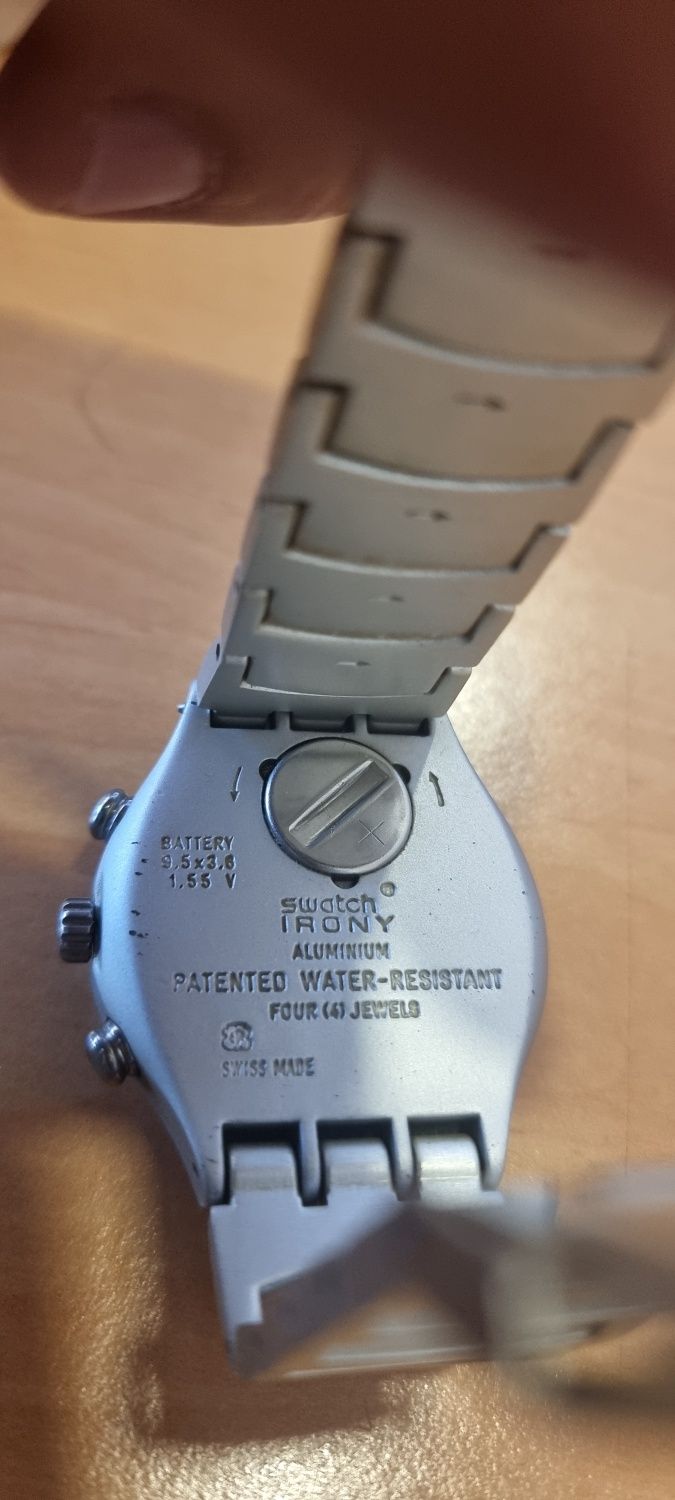 +
BATTERY
9,5x3,6
1,55 V
swatch
IRONY
ALUMINIUM
PATENTED WATER-RESISTANT
FOUR (4) JEWELS
SWISS MADE